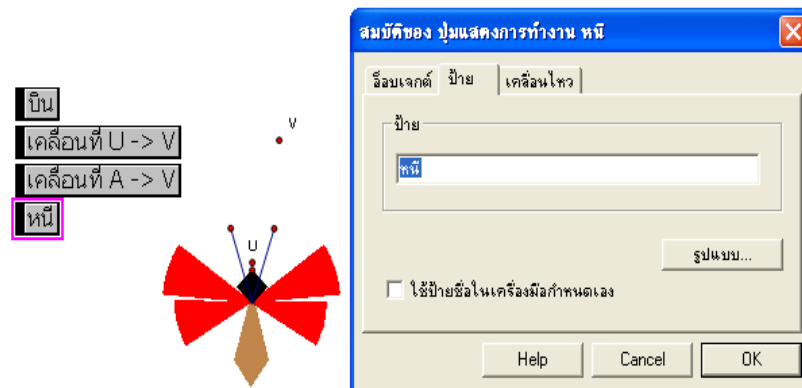 บิน
เคลื่อนที่ U -> V
เคลื่อนที่ A -> V
หนี
V
U
สมบัติของ ปุ่มแสดงการทำงาน หนี
อ็อบเจกต์
ป้าย
เคลื่อนไหว
ป้าย
หนี
รูปแบบ...
ใช้ป้ายชื่อในเครื่องมือกำหนดเอง
Help
Cancel
OK